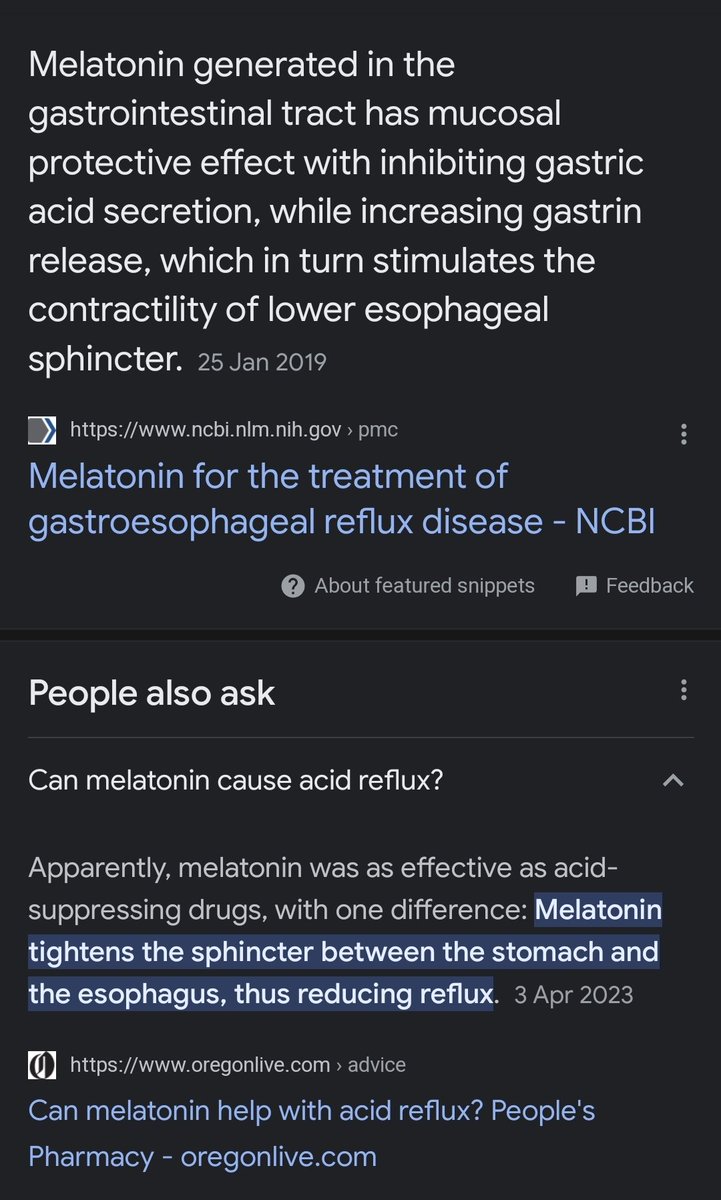 Melatonin generated in the
gastrointestinal tract has mucosal
protective effect with inhibiting gastric
acid secretion, while increasing gastrin
release, which in turn stimulates the
contractility of lower esophageal
sphincter. 25 Jan 2019
https://www.ncbi.nlm.nih.gov › pmc
Melatonin for the treatment of
gastroesophageal reflux disease - NCBI
About featured snippets Feedback
People also ask
Can melatonin cause acid reflux?
Apparently, melatonin was as effective as acid-
suppressing drugs, with one difference: Melatonin
tightens the sphincter between the stomach and
the esophagus, thus reducing reflux. 3 Apr 2023
https://www.oregonlive.com › advice
Can melatonin help with acid reflux? People's
Pharmacy - oregonlive.com